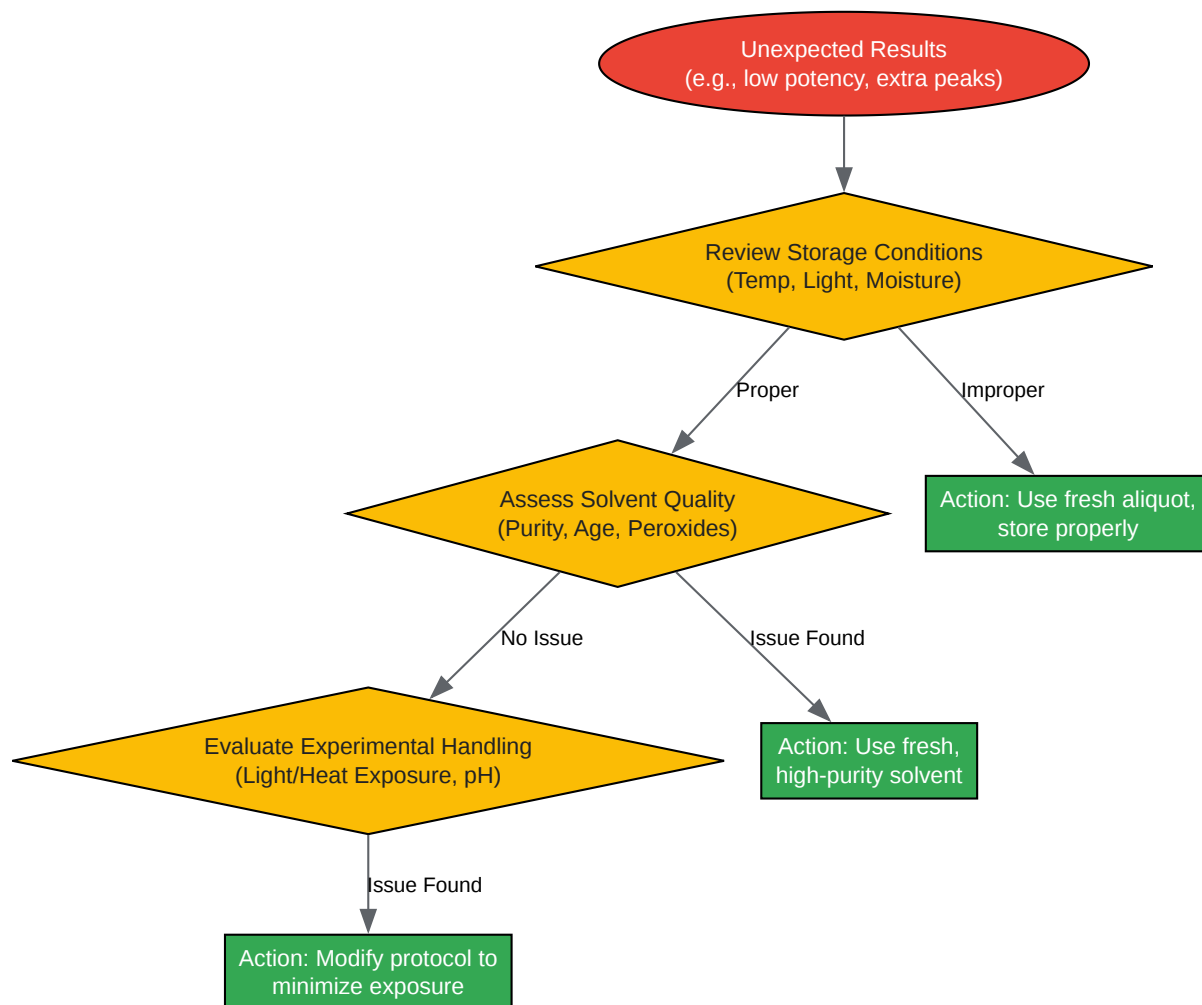 Unexpected Results
(e.g., low potency, extra peaks)
Review Storage Conditions
(Temp, Light, Moisture)
Proper
Improper
Assess Solvent Quality
(Purity, Age, Peroxides)
Action: Use fresh aliquot,
store properly
No Issue
Issue Found
Evaluate Experimental Handling
(Light/Heat Exposure, pH)
Action: Use fresh,
high-purity solvent
Issue Found
Action: Modify protocol to
minimize exposure